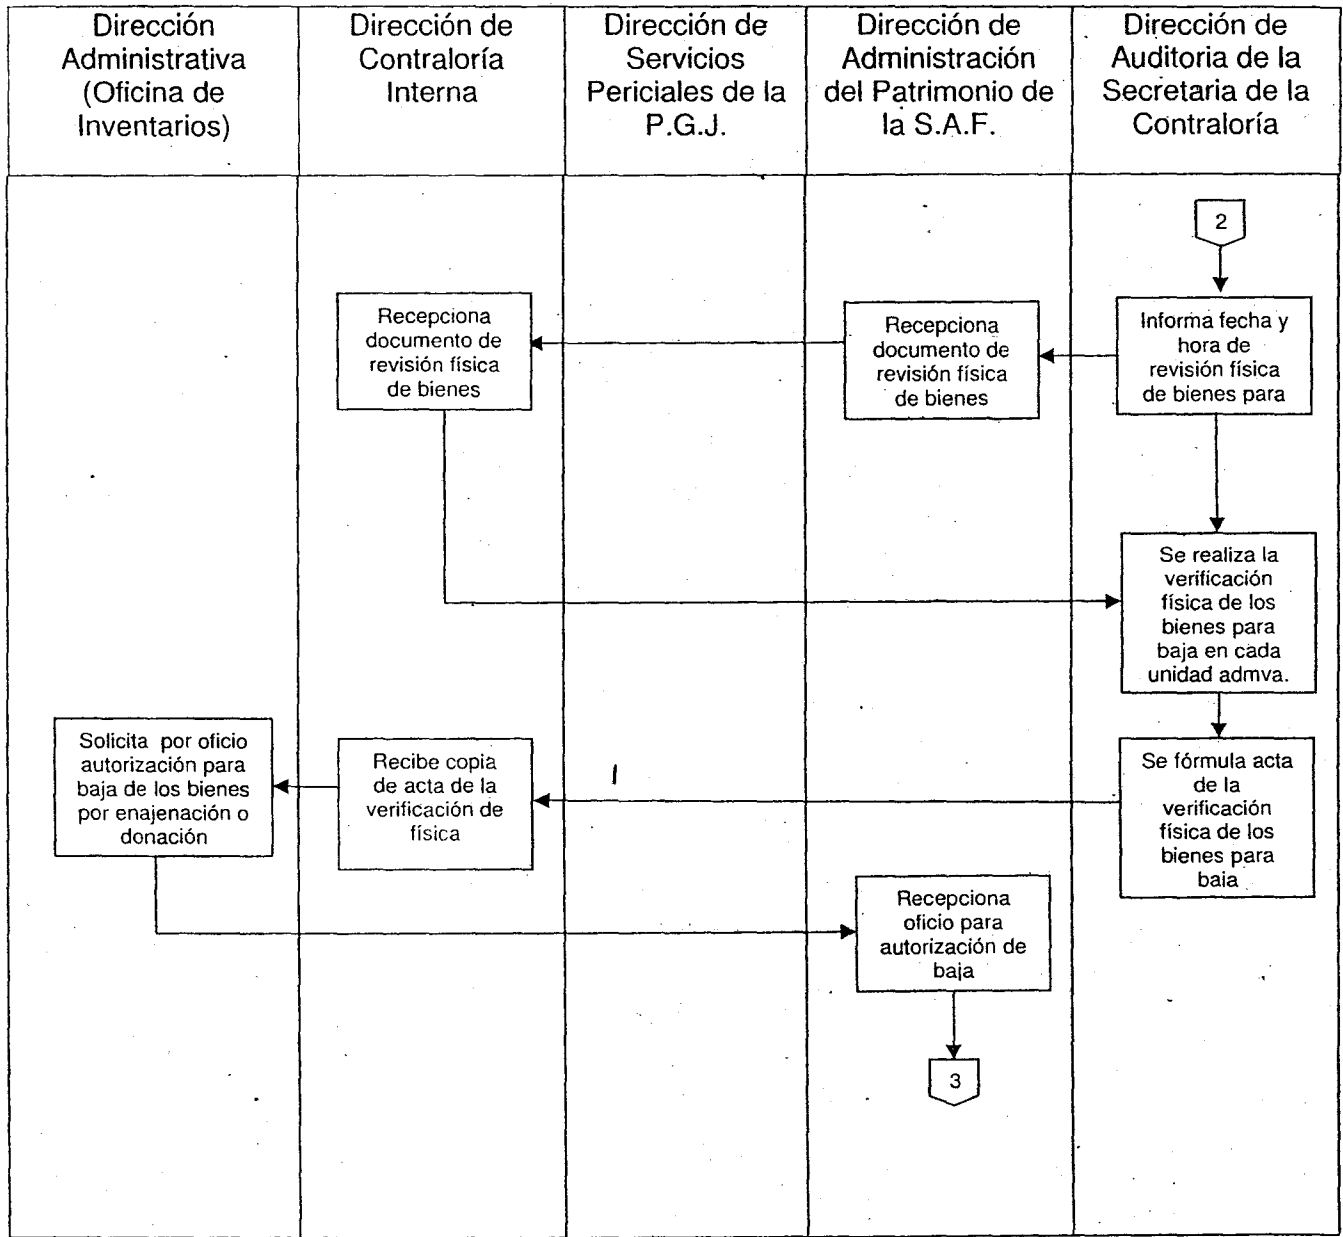 Dirección
Administrativa
(Oficina de
Inventarios)
Dirección de
Contraloría
Interna
Dirección de
Servicios
Periciales de la
P.G.J.
Dirección de
Administración
del Patrimonio de
la S.A.F.
Dirección de
Auditoria de la
Secretaria de la
Contraloría
2
Recepciona
documento de
revisión física
de bienes
Recepciona
documento de
revisión física
de bienes
Informa fecha y
hora de
revisión física
de bienes para
Se realiza la
verificación
física de los
bienes para
baja en cada
unidad admva.
Solicita por oficio
autorización para
baja de los bienes
por enajenación o
donación
Recibe copia
de acta de la
verificación de
física
Se fórmula acta
de la
verificación
física de los
bienes para
baja
Recepciona
oficio para
autorización de
baja
3